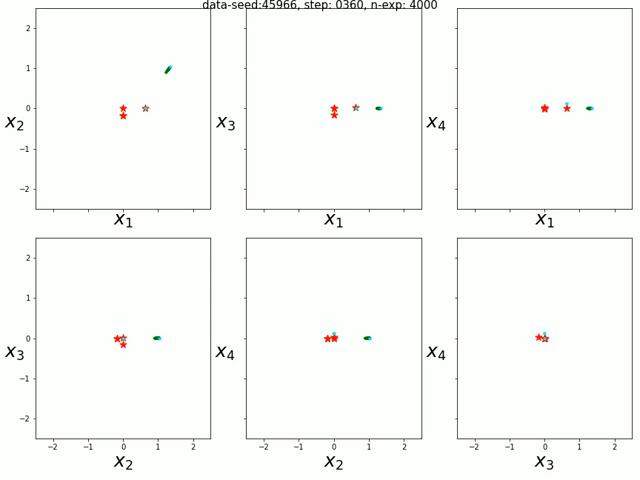 data-seed:45966, step: 0360, n-exp: 4000
2
1
0
−1
−2
x2
x1
x3
x1
x4
x1
2
1
0
−1
−2
x3
−2 −1 0 1 2
x2
x4
−2 −1 0 1 2
x2
x4
−2 −1 0 1 2
x3